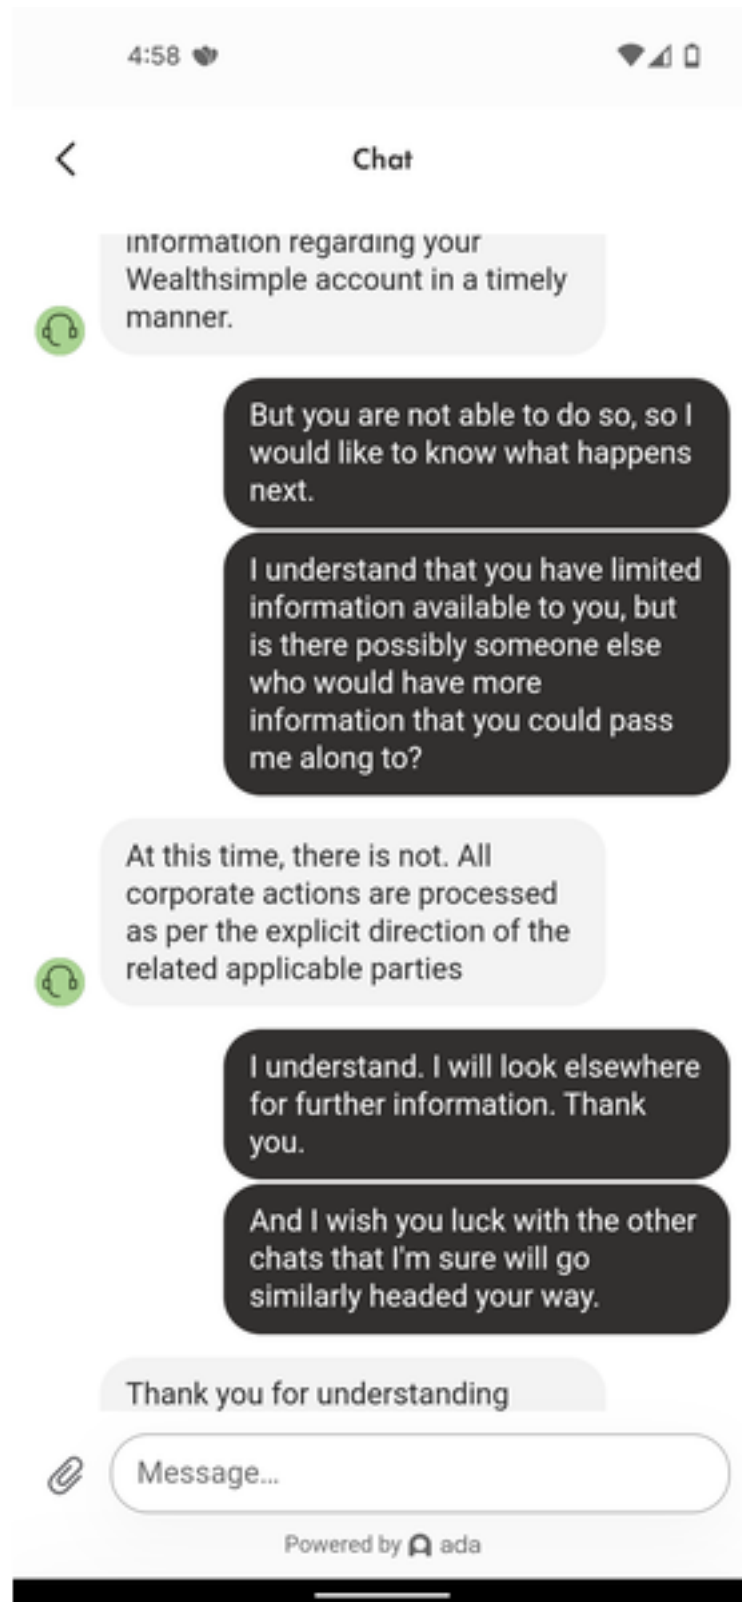 4:58
Chat
information regarding your
Wealthsimple account in a timely
manner.
But you are not able to do so, so I
would like to know what happens
next.
I understand that you have limited
information available to you, but
is there possibly someone else
who would have more
information that you could pass
me along to?
At this time, there is not. All
corporate actions are processed
as per the explicit direction of the
related applicable parties
I understand. I will look elsewhere
for further information. Thank
you.
And I wish you luck with the other
chats that I'm sure will go
similarly headed your way.
Thank you for understanding
Message...
Powered by ada